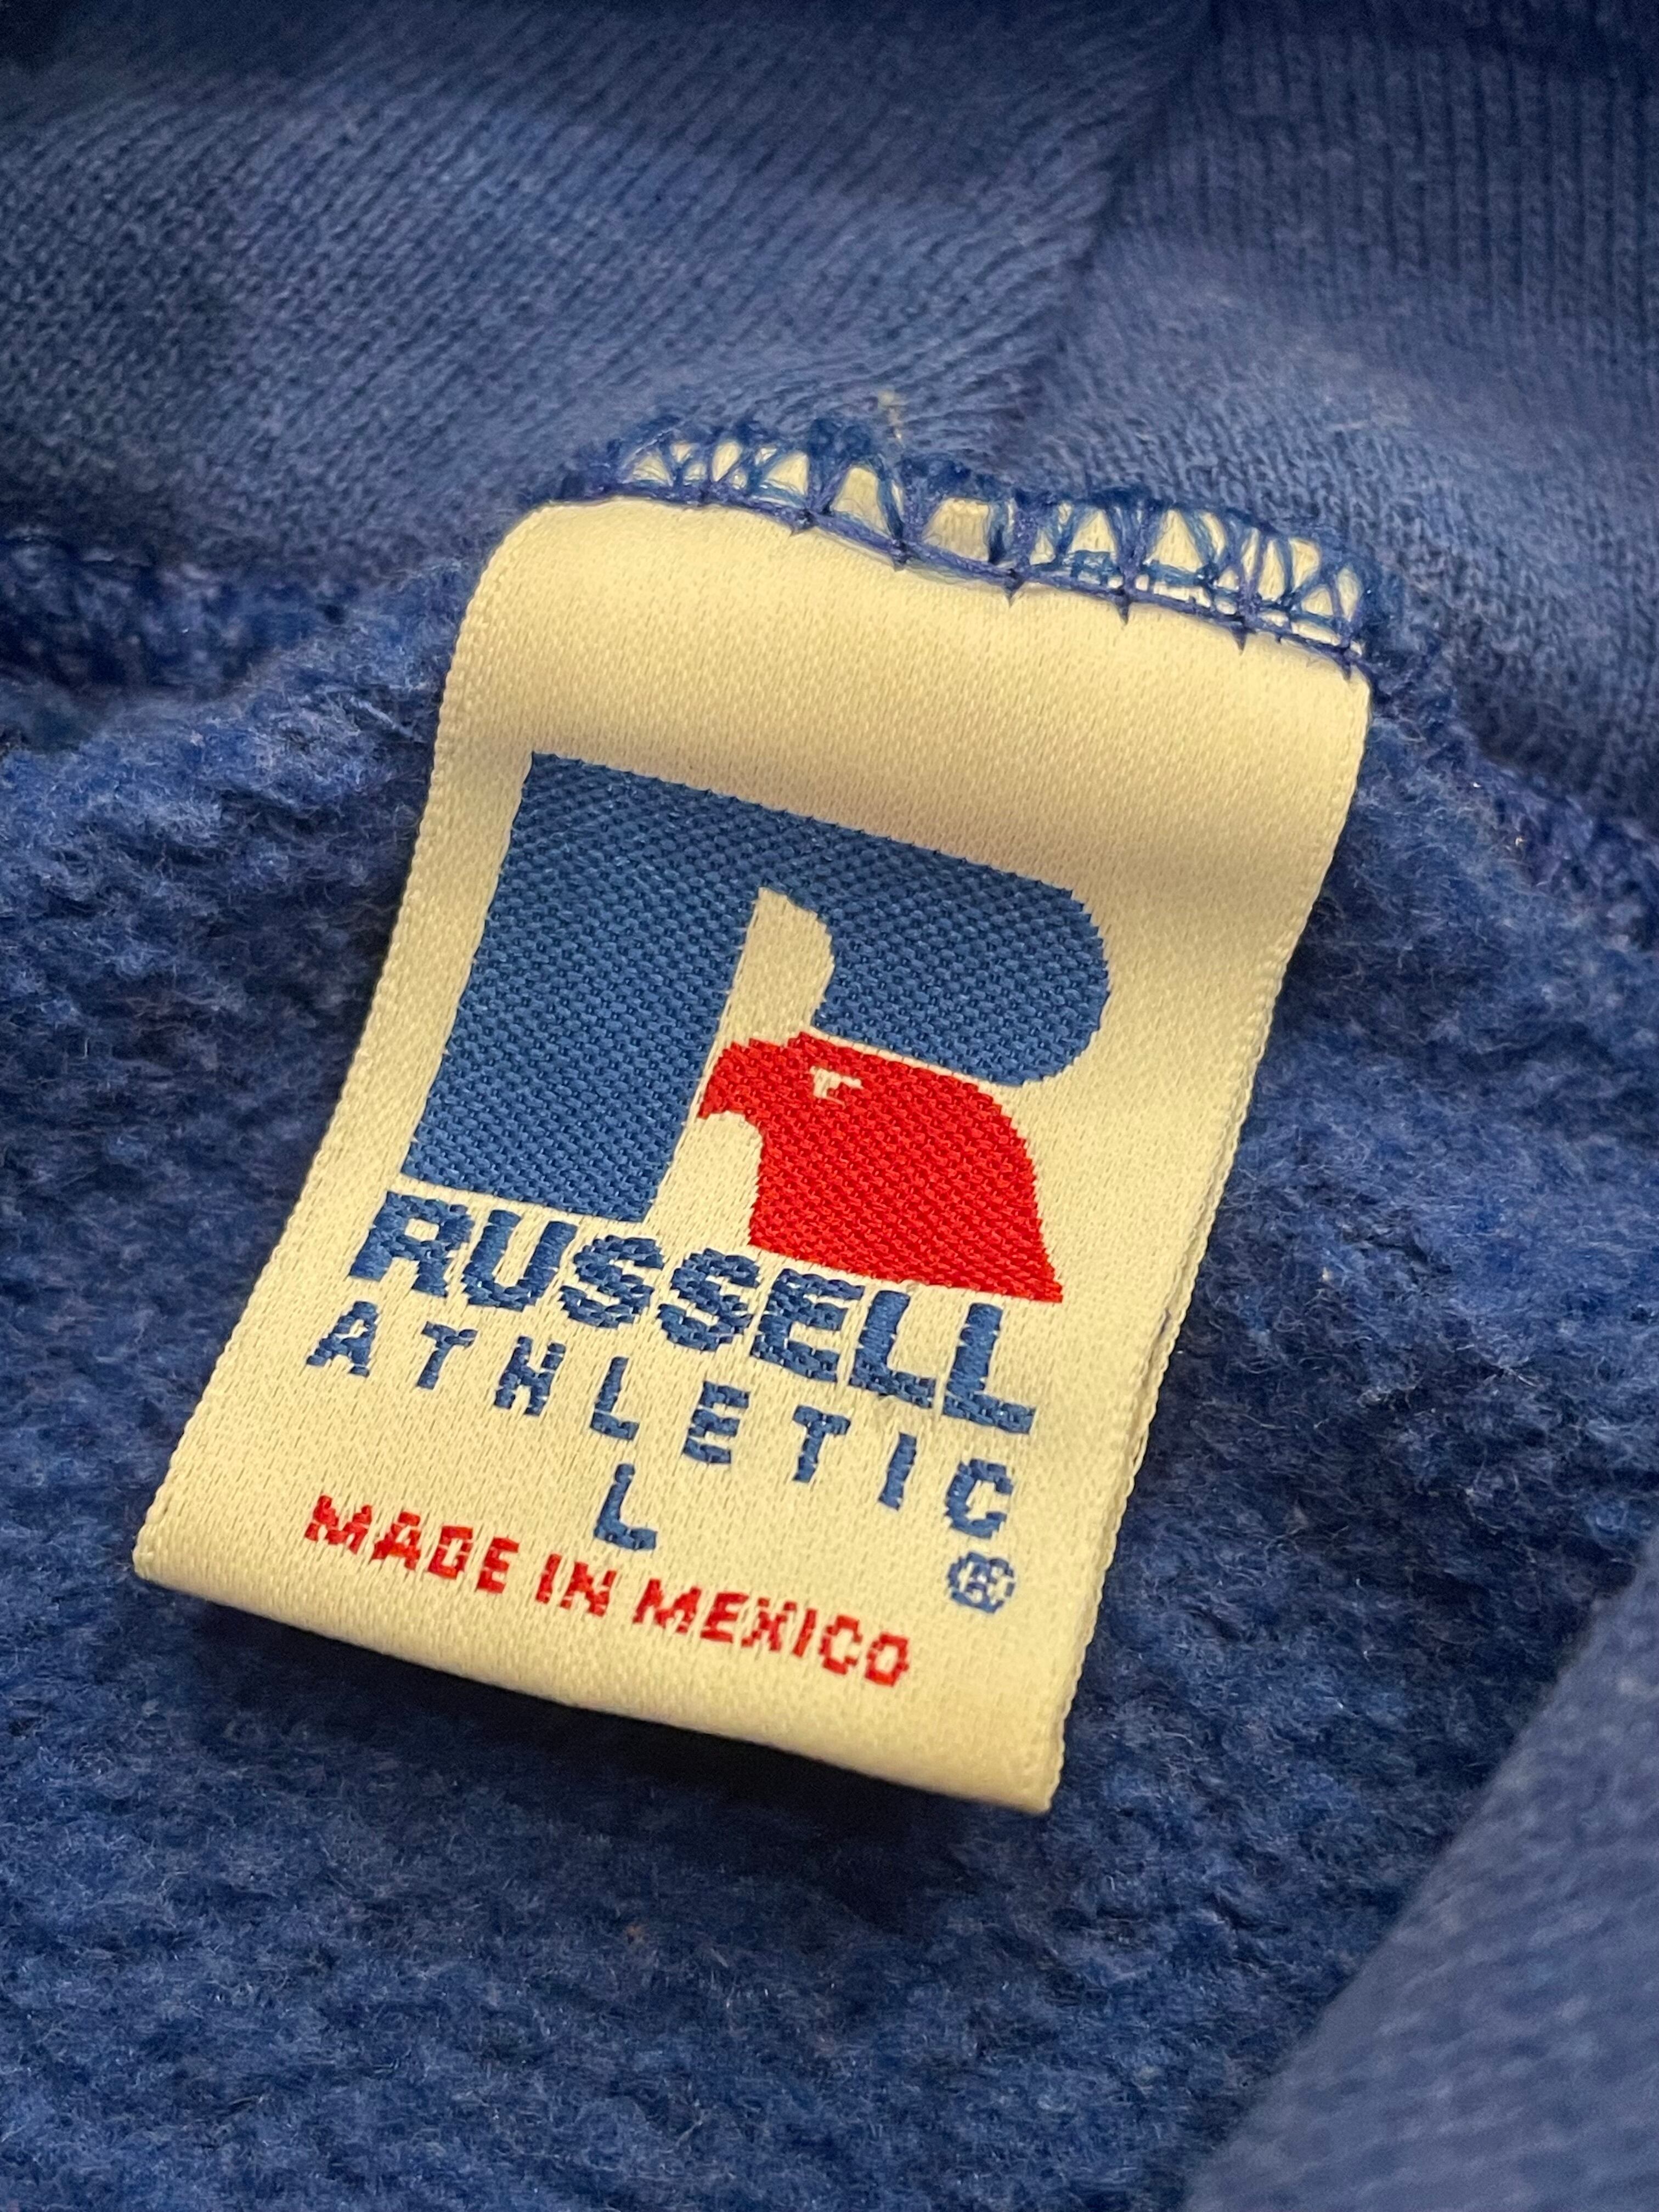 RUSSELL
ATHLETIC®
L
MADE IN MEXICO